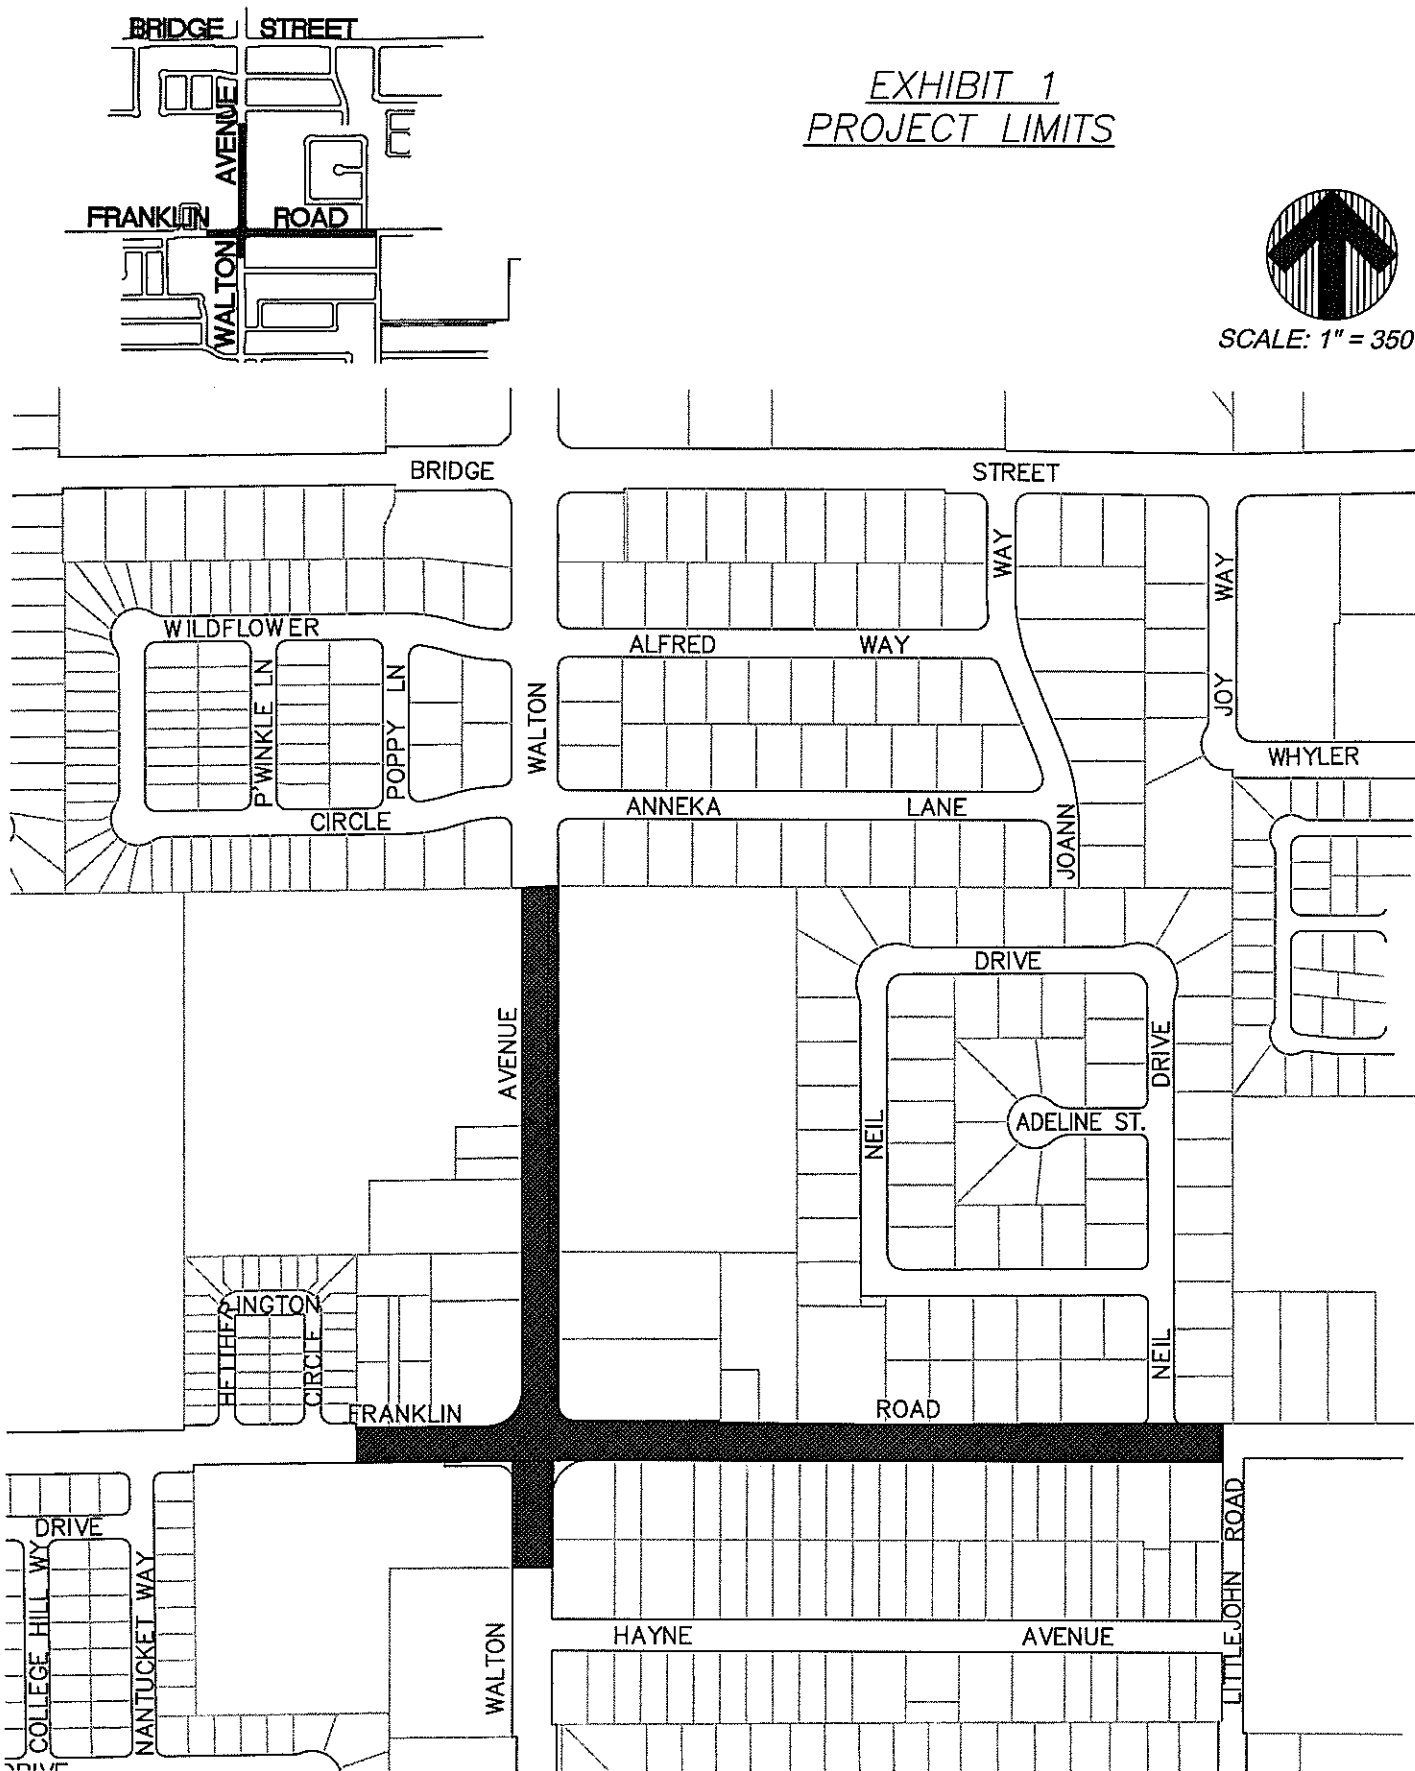 BRIDGE STREET
EXHIBIT 1
PROJECT LIMITS
AVENUE
FRANKLIN ROAD
WALTON
SCALE: 1" = 350
BRIDGE STREET
WAY
WAY
WILDFLOWER
ALFRED WAY
P'WINKLE LN
POPPY LN
WALTON
JOY
WHYLER
ANNEKA LANE
CIRCLE
JOANN
DRIVE
AVENUE
DRIVE
NEIL
ADELINE ST.
INGTON
CIRCLE
NEIL
FRANKLIN ROAD
DRIVE
COLLEGE HILL WY
NANTUCKET WAY
LITTLEJOHN ROAD
WALTON
HAYNE AVENUE